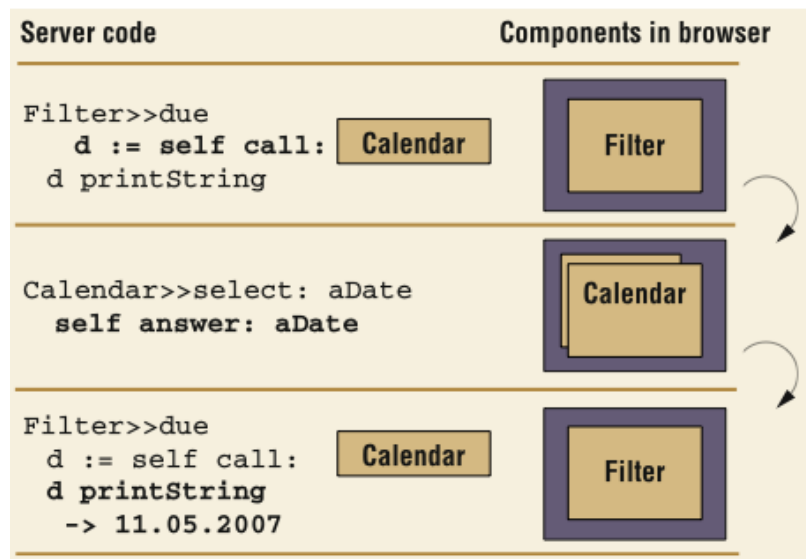 Server code Components in browser
Filter>>due
d := self call: Calendar Filter
d printString
Calendar>>select: aDate Calendar
self answer: aDate
Filter>>due
d := self call: Calendar Filter
d printString
-> 11.05.2007